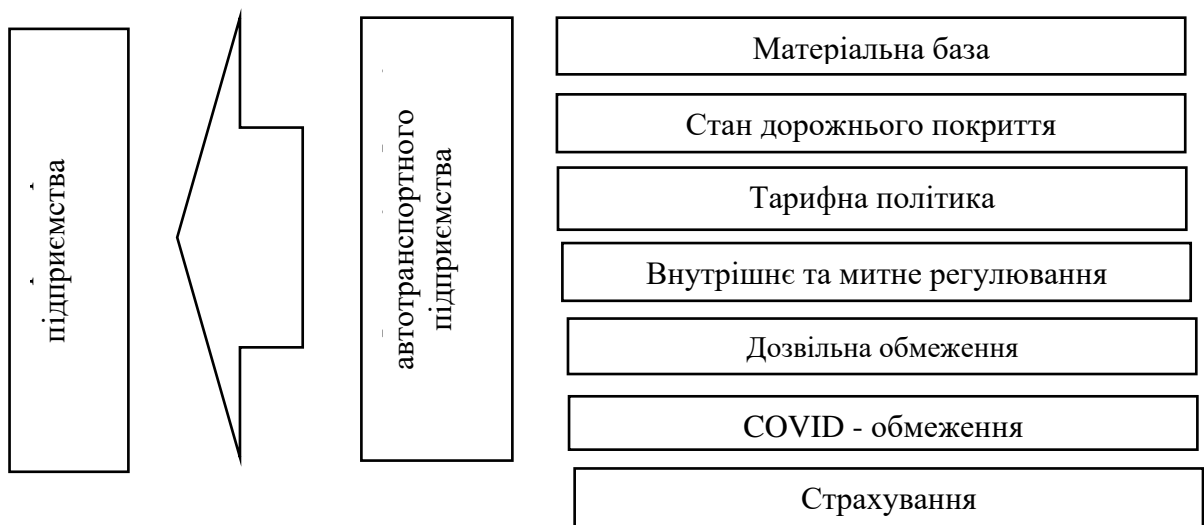 підприємства
автотранспортного
підприємства
Матеріальна база
Стан дорожнього покриття
Тарифна політика
Внутрішнє та митне регулювання
Дозвільна обмеження
COVID - обмеження
Страхування